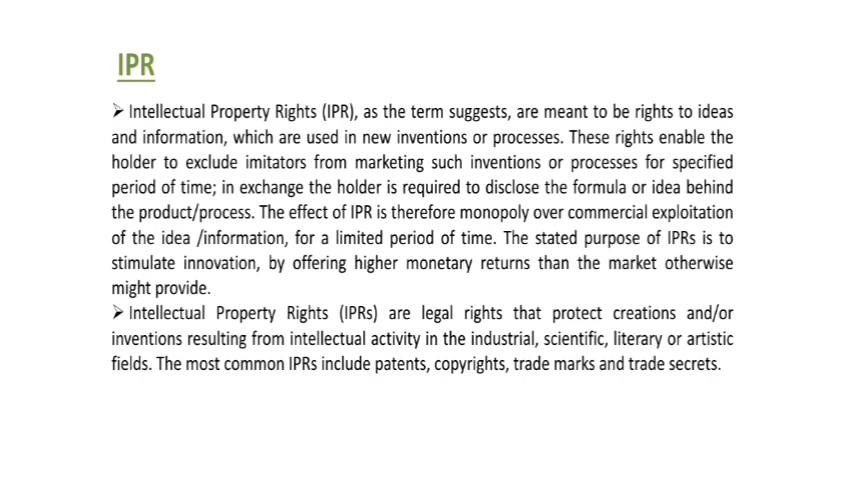 IPR
➢ Intellectual Property Rights (IPR), as the term suggests, are meant to be rights to ideas
and information, which are used in new inventions or processes. These rights enable the
holder to exclude imitators from marketing such inventions or processes for specified
period of time; in exchange the holder is required to disclose the formula or idea behind
the product/process. The effect of IPR is therefore monopoly over commercial exploitation
of the idea /information, for a limited period of time. The stated purpose of IPRs is to
stimulate innovation, by offering higher monetary returns than the market otherwise
might provide.
➢ Intellectual Property Rights (IPRs) are legal rights that protect creations and/or
inventions resulting from intellectual activity in the industrial, scientific, literary or artistic
fields. The most common IPRs include patents, copyrights, trade marks and trade secrets.